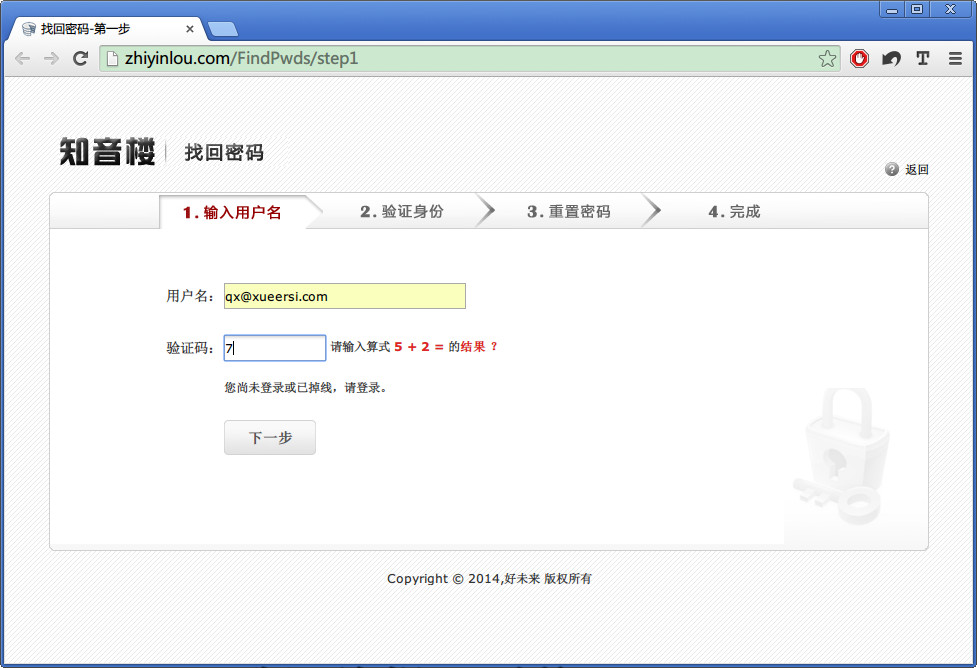 找回密码-第一步
zhiyinlou.com/FindPwds/step1
知音楼 找回密码
返回
1.输入用户名 2.验证身份 3.重置密码 4.完成
用户名： qx@xueersi.com
验证码： 7 请输入算式 5 + 2 = 的结果 ？
您尚未登录或已掉线，请登录。
下一步
Copyright © 2014,好未来 版权所有